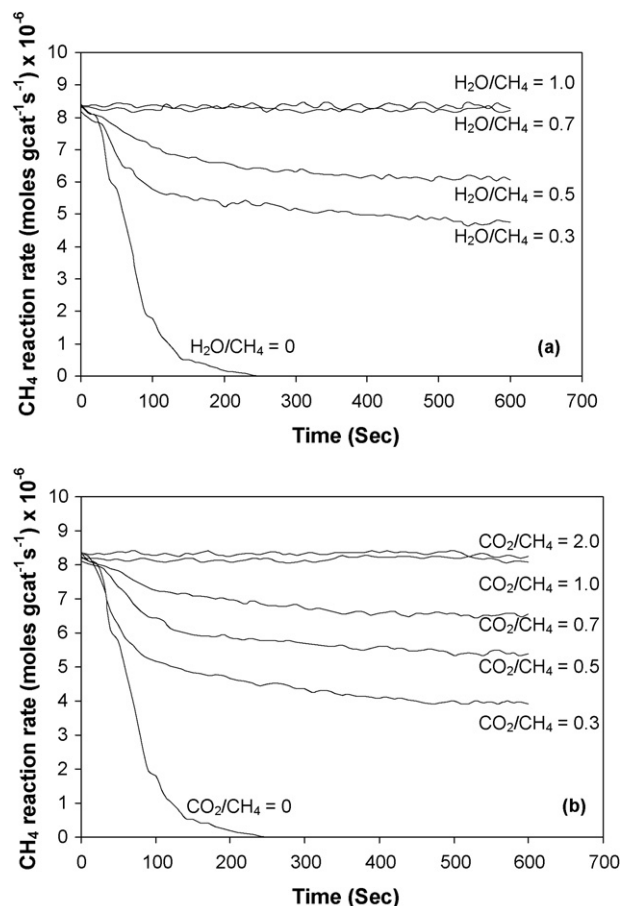 CH₄ reaction rate (moles gcat⁻¹s⁻¹) x 10⁻⁶
10
9
8
7
6
5
4
3
2
1
0
H₂O/CH₄ = 1.0
H₂O/CH₄ = 0.7
H₂O/CH₄ = 0.5
H₂O/CH₄ = 0.3
H₂O/CH₄ = 0
(a)
0 100 200 300 400 500 600 700
Time (Sec)
CH₄ reaction rate (moles gcat⁻¹s⁻¹) x 10⁻⁶
10
9
8
7
6
5
4
3
2
1
0
CO₂/CH₄ = 2.0
CO₂/CH₄ = 1.0
CO₂/CH₄ = 0.7
CO₂/CH₄ = 0.5
CO₂/CH₄ = 0.3
CO₂/CH₄ = 0
(b)
0 100 200 300 400 500 600 700
Time (Sec)